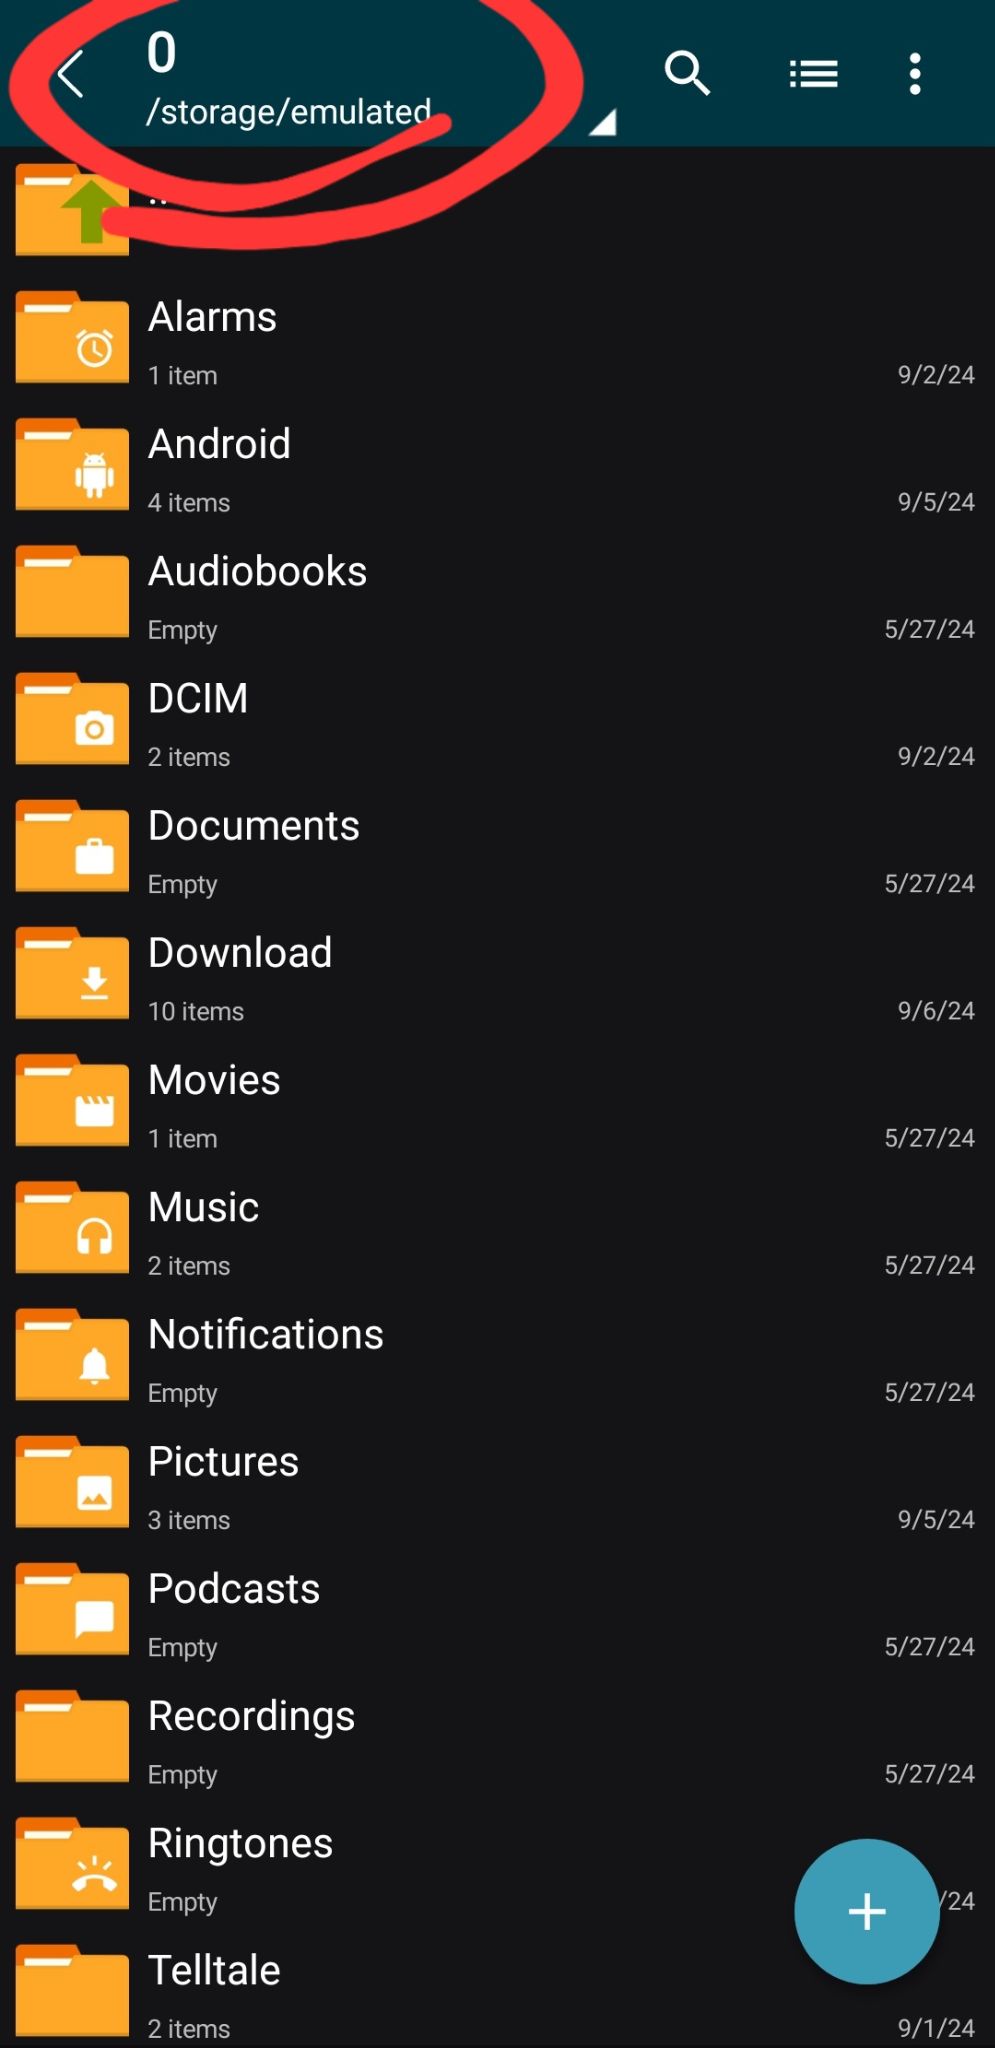 0
/storage/emulated
..
Alarms
1 item 9/2/24
Android
4 items 9/5/24
Audiobooks
Empty 5/27/24
DCIM
2 items 9/2/24
Documents
Empty 5/27/24
Download
10 items 9/6/24
Movies
1 item 5/27/24
Music
2 items 5/27/24
Notifications
Empty 5/27/24
Pictures
3 items 9/5/24
Podcasts
Empty 5/27/24
Recordings
Empty 5/27/24
Ringtones
Empty /24
Telltale
2 items 9/1/24